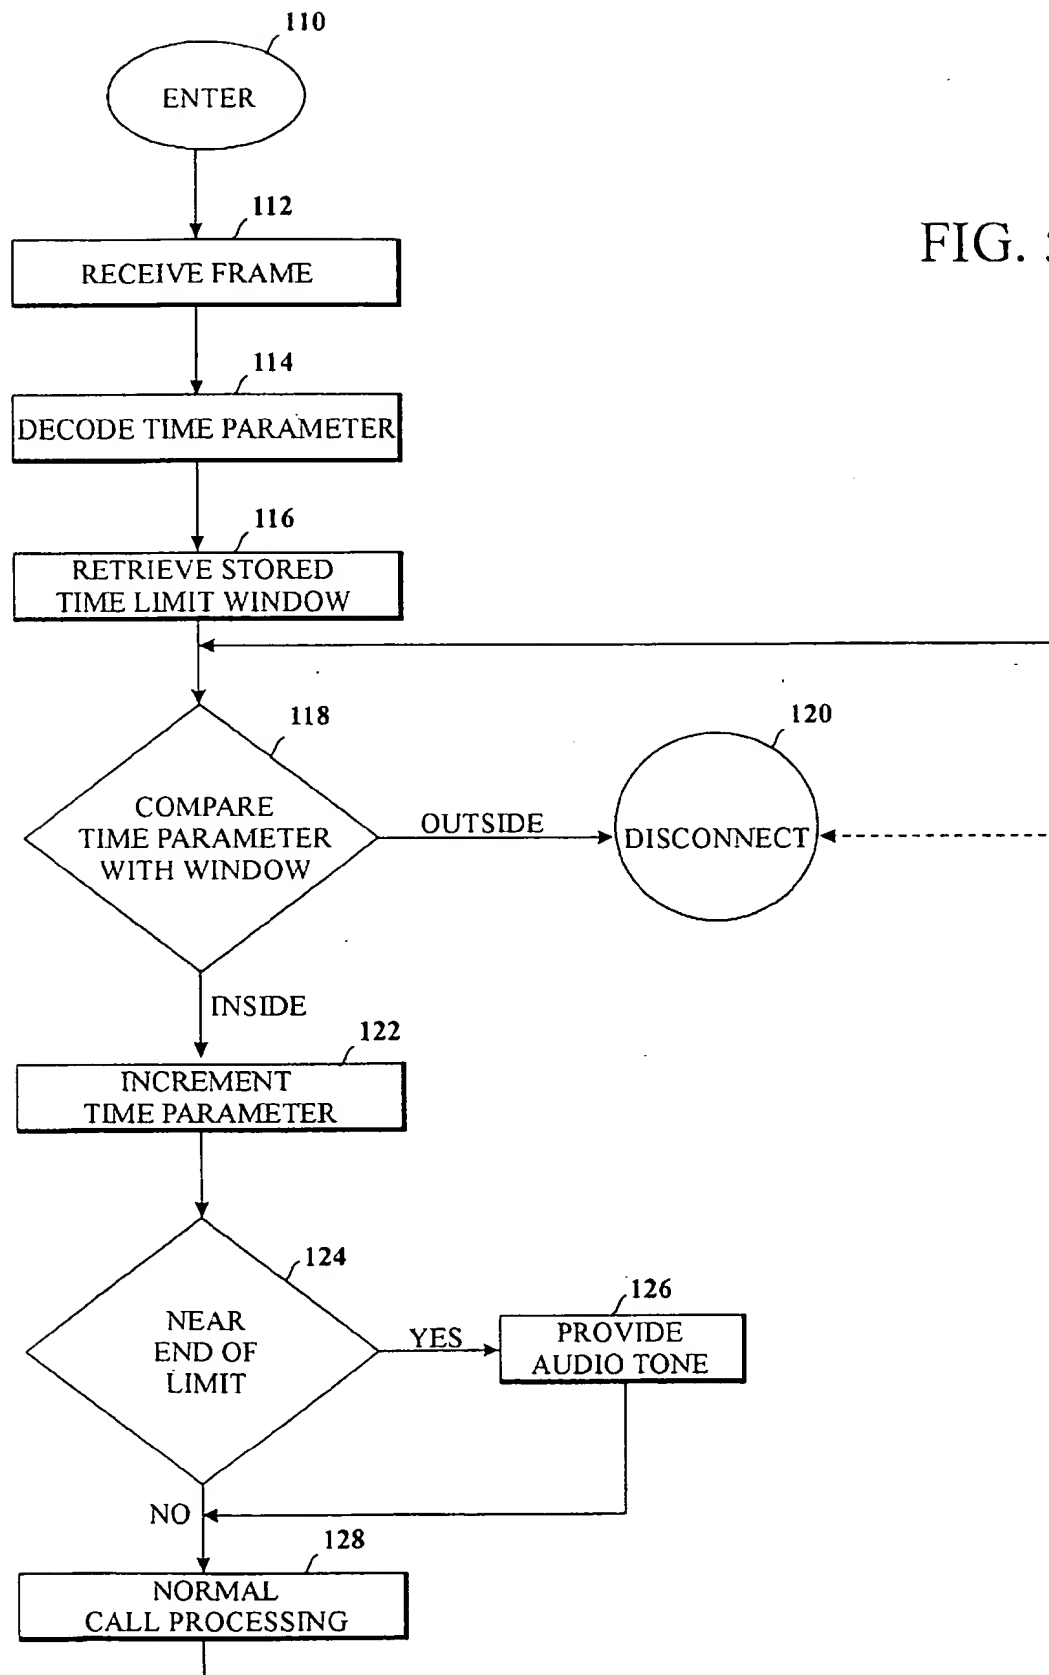 110
ENTER
112
RECEIVE FRAME
FIG.
114
DECODE TIME PARAMETER
116
RETRIEVE STORED
TIME LIMIT WINDOW
118
COMPARE
TIME PARAMETER
WITH WINDOW
OUTSIDE
120
DISCONNECT
INSIDE
122
INCREMENT
TIME PARAMETER
124
NEAR
END OF
LIMIT
YES
126
PROVIDE
AUDIO TONE
NO
128
NORMAL
CALL PROCESSING